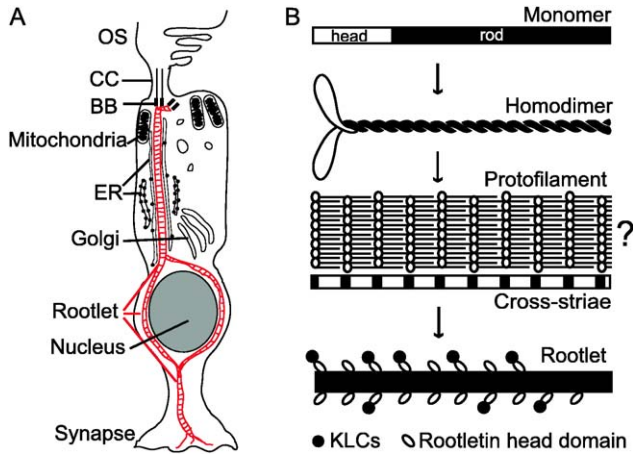 A
OS
CC
BB
Mitochondria
ER
Golgi
Rootlet
Nucleus
Synapse
B
Monomer
head rod
Homodimer
Protofilament
?
Cross-striae
Rootlet
KLCs Rootletin head domain